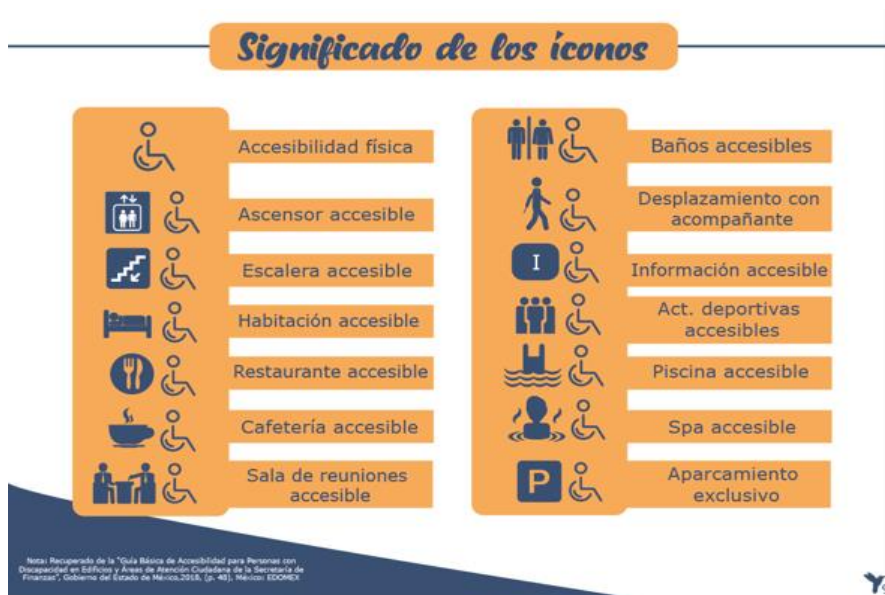 Significado de los íconos
Accesibilidad física
Ascensor accesible
Escalera accesible
Habitación accesible
Restaurante accesible
Cafetería accesible
Sala de reuniones
accesible
Baños accesibles
Desplazamiento con
acompañante
I
Información accesible
Act. deportivas
accesibles
Piscina accesible
Spa accesible
P
Aparcamiento
exclusivo
Nota: Recuperado de la "Guía Básica de Accesibilidad para Personas con
Discapacidad en Edificios y Áreas de Atención Ciudadana de la Secretaría de
Finanzas", Gobierno del Estado de México,2018, (p. 48), México: EDOMEX